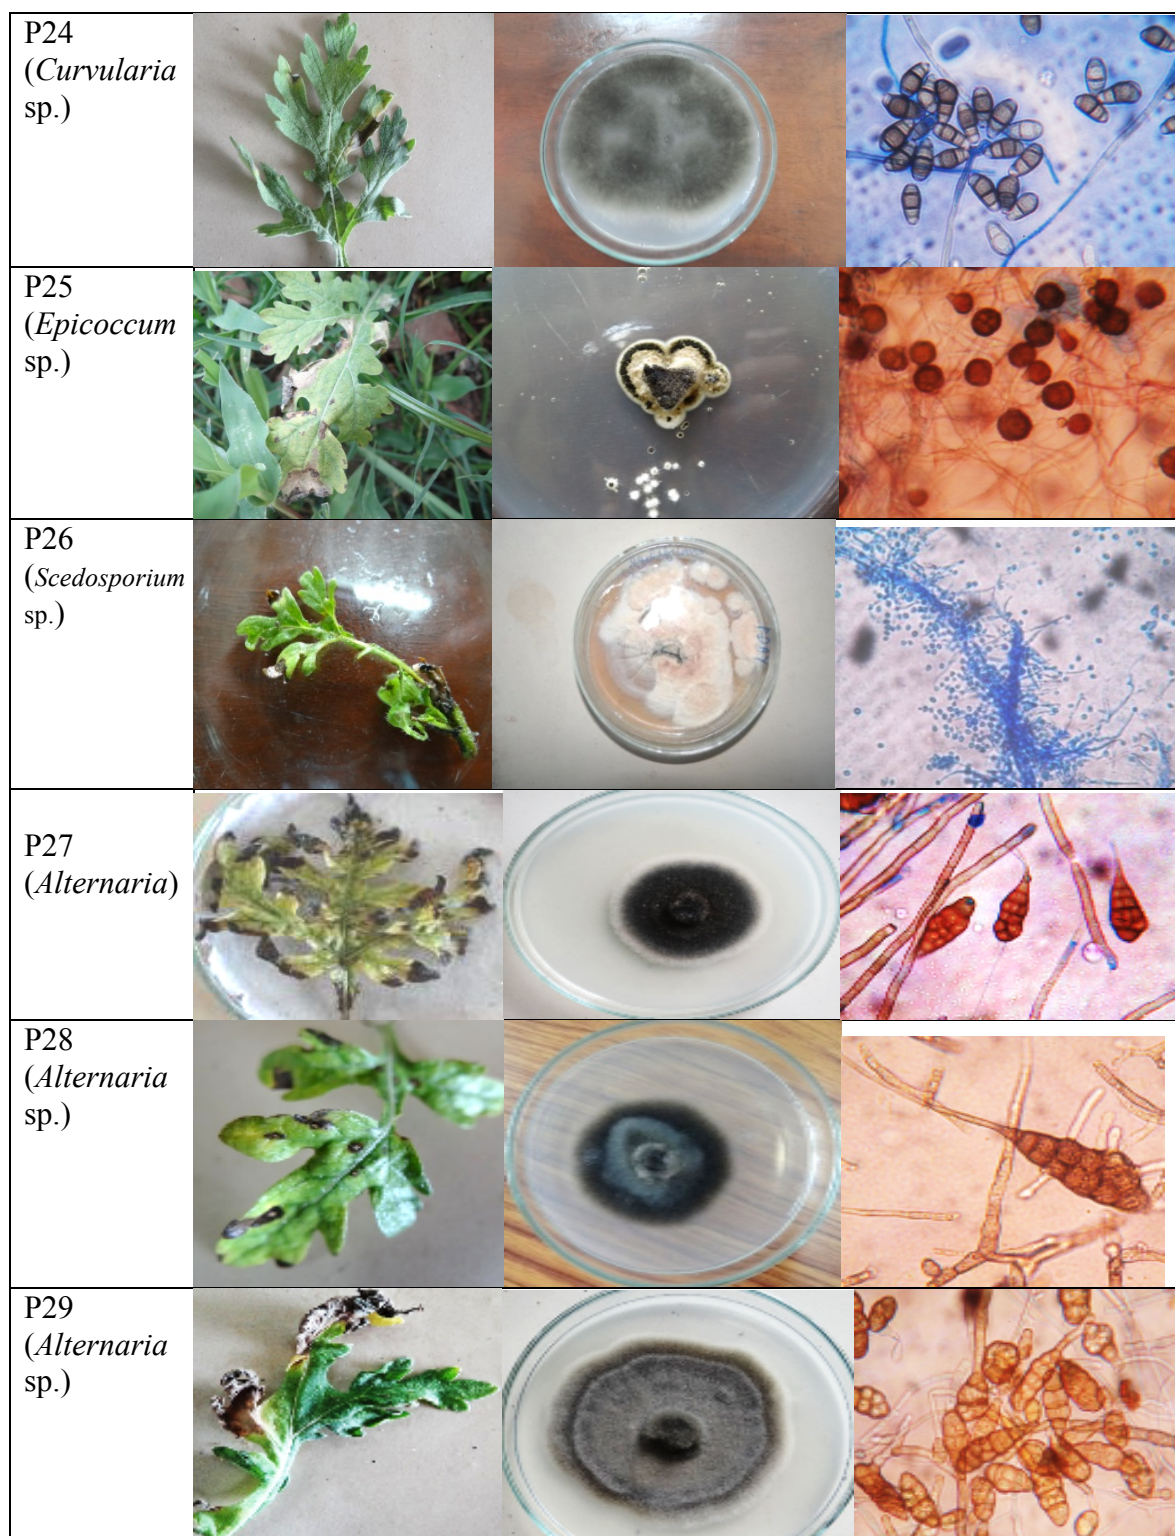 P24
(Curvularia
sp.)
P25
(Epicoccum
sp.)
P26
(Scedosporium
sp.)
P27
(Alternaria)
P28
(Alternaria
sp.)
P29
(Alternaria
sp.)